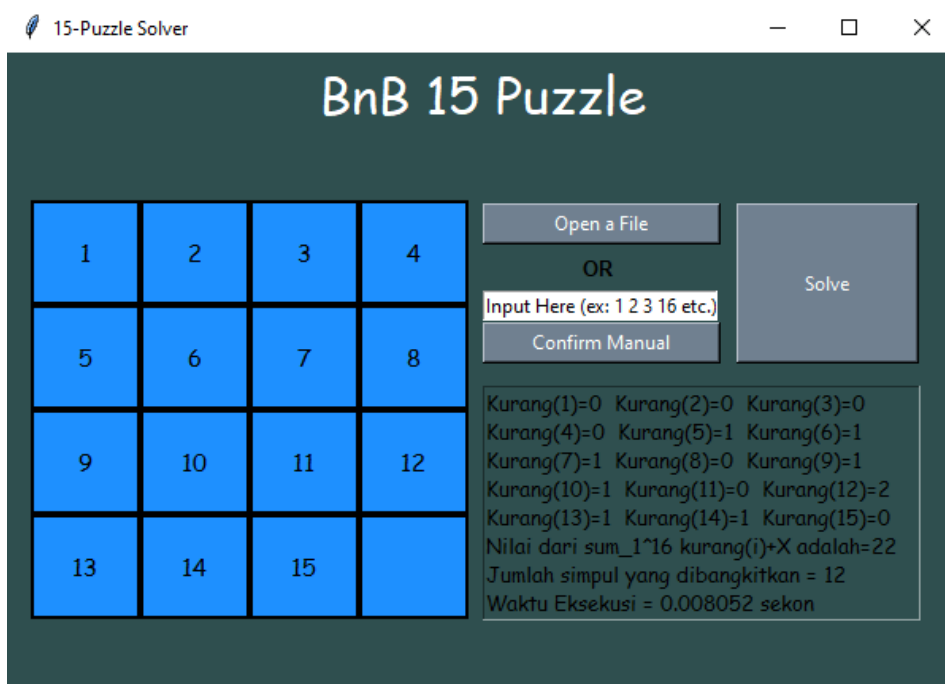 15-Puzzle Solver
BnB 15 Puzzle
1 2 3 4
5 6 7 8
9 10 11 12
13 14 15
Open a File
OR
Input Here (ex: 1 2 3 16 etc.)
Confirm Manual
Solve
Kurang(1)=0 Kurang(2)=0 Kurang(3)=0
Kurang(4)=0 Kurang(5)=1 Kurang(6)=1
Kurang(7)=1 Kurang(8)=0 Kurang(9)=1
Kurang(10)=1 Kurang(11)=0 Kurang(12)=2
Kurang(13)=1 Kurang(14)=1 Kurang(15)=0
Nilai dari sum_1^16 kurang(i)+X adalah=22
Jumlah simpul yang dibangkitkan = 12
Waktu Eksekusi = 0.008052 sekon